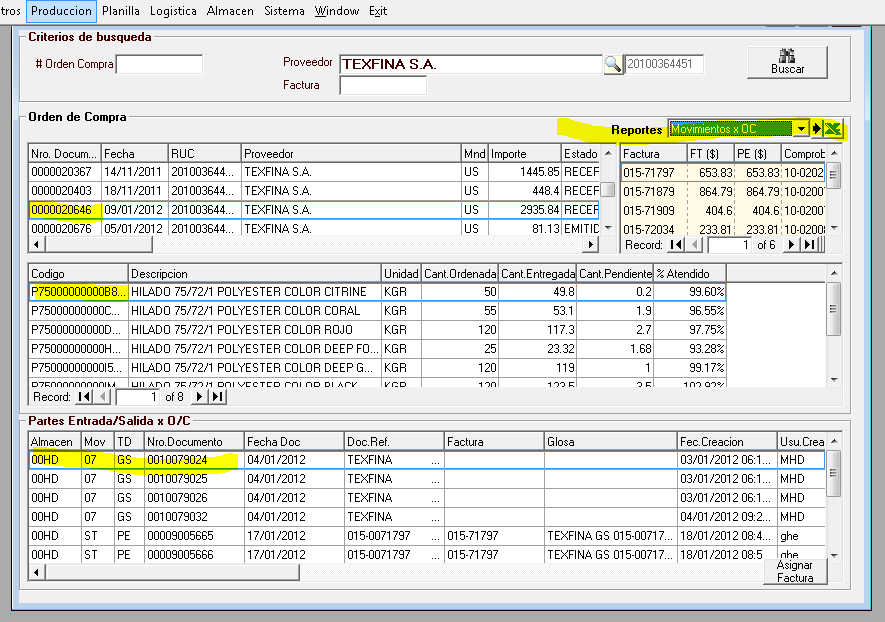 tros Produccion Planilla Logistica Almacen Sistema Window Exit
Criterios de busqueda
# Orden Compra
Proveedor TEXFINA S.A. 20100364451
Buscar
Factura
Orden de Compra
Reportes Movimientos x OC
Nro. Docum... Fecha RUC Proveedor Mnd Importe Estado
0000020367 14/11/2011 201003644... TEXFINA S.A. US 1445.85 RECEF
0000020403 18/11/2011 201003644... TEXFINA S.A. US 448.4 RECEF
0000020646 09/01/2012 201003644... TEXFINA S.A. US 2935.84 RECEF
0000020676 05/01/2012 201003644... TEXFINA S.A. US 81.13 EMITID
Factura FT ($) PE ($) Comprob
015-71797 653.83 653.83 10-0202
015-71879 864.79 864.79 10-0200
015-71909 404.6 404.6 10-0200
015-72034 233.81 233.81 10-0200
Record: 1 of 6
Codigo Descripcion Unidad Cant.Ordenada Cant.Entregada Cant.Pendiente % Atendido
P75000000000B8... HILADO 75/72/1 POLYESTER COLOR CITRINE KGR 50 49.8 0.2 99.60%
P75000000000C... HILADO 75/72/1 POLYESTER COLOR CORAL KGR 55 53.1 1.9 96.55%
P75000000000D... HILADO 75/72/1 POLYESTER COLOR ROJO KGR 120 117.3 2.7 97.75%
P75000000000H... HILADO 75/72/1 POLYESTER COLOR DEEP FO... KGR 25 23.32 1.68 93.28%
P75000000000I5... HILADO 75/72/1 POLYESTER COLOR DEEP G... KGR 120 119 1 99.17%
P75000000000IM... HILADO 75/72/1 POLYESTER COLOR BLACK KGR 120 123.5 3.5 102.92%
Record: 1 of 8
Partes Entrada/Salida x O/C
Almacen Mov TD Nro.Documento Fecha Doc Doc.Ref. Factura Glosa Fec.Creacion Usu.Crea
00HD 07 GS 0010079024 04/01/2012 TEXFINA ... 03/01/2012 06:1... MHD
00HD 07 GS 0010079025 04/01/2012 TEXFINA ... 03/01/2012 06:1... MHD
00HD 07 GS 0010079026 04/01/2012 TEXFINA ... 03/01/2012 06:1... MHD
00HD 07 GS 0010079032 04/01/2012 TEXFINA ... 04/01/2012 09:2... MHD
00HD ST PE 00009005665 17/01/2012 015-0071797 ... 015-71797 TEXFINA GS 015-00717... 18/01/2012 08:4... ghe
00HD ST PE 00009005666 17/01/2012 015-0071797 ... 015-71797 TEXFINA GS 015-00717... 18/01/2012 08:5... ghe
Asignar
Factura